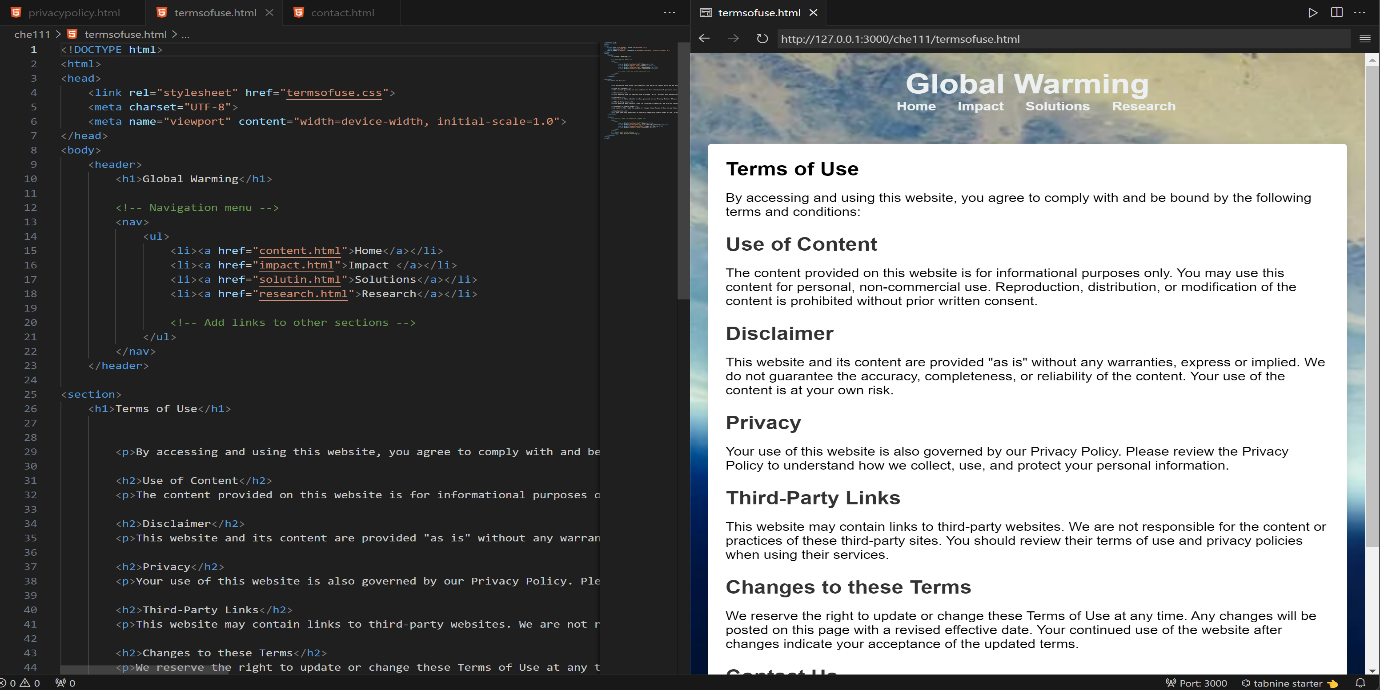 privacypolicy.html
termsofuse.html
contact.html
che111 > termsofuse.html > ...
1 <!DOCTYPE html>
2 <html>
3 <head>
4 <link rel="stylesheet" href="termsofuse.css">
5 <meta charset="UTF-8">
6 <meta name="viewport" content="width=device-width, initial-scale=1.0">
7 </head>
8 <body>
9 <header>
10 <h1>Global Warming</h1>
11
12 <!-- Navigation menu -->
13 <nav>
14 <ul>
15 <li><a href="content.html">Home</a></li>
16 <li><a href="impact.html">Impact </a></li>
17 <li><a href="solutin.html">Solutions</a></li>
18 <li><a href="research.html">Research</a></li>
19
20 <!-- Add links to other sections -->
21 </ul>
22 </nav>
23 </header>
24
25 <section>
26 <h1>Terms of Use</h1>
27
28
29 <p>By accessing and using this website, you agree to comply with and be
30
31 <h2>Use of Content</h2>
32 <p>The content provided on this website is for informational purposes o
33
34 <h2>Disclaimer</h2>
35 <p>This website and its content are provided "as is" without any warran
36
37 <h2>Privacy</h2>
38 <p>Your use of this website is also governed by our Privacy Policy. Ple
39
40 <h2>Third-Party Links</h2>
41 <p>This website may contain links to third-party websites. We are not r
42
43 <h2>Changes to these Terms</h2>
44 <p>We reserve the right to update or change these Terms of Use at any t
0 0 0
termsofuse.html
http://127.0.0.1:3000/che111/termsofuse.html
Global Warming
Home Impact Solutions Research
Terms of Use
By accessing and using this website, you agree to comply with and be bound by the following
terms and conditions:
Use of Content
The content provided on this website is for informational purposes only. You may use this
content for personal, non-commercial use. Reproduction, distribution, or modification of the
content is prohibited without prior written consent.
Disclaimer
This website and its content are provided "as is" without any warranties, express or implied. We
do not guarantee the accuracy, completeness, or reliability of the content. Your use of the
content is at your own risk.
Privacy
Your use of this website is also governed by our Privacy Policy. Please review the Privacy
Policy to understand how we collect, use, and protect your personal information.
Third-Party Links
This website may contain links to third-party websites. We are not responsible for the content or
practices of these third-party sites. You should review their terms of use and privacy policies
when using their services.
Changes to these Terms
We reserve the right to update or change these Terms of Use at any time. Any changes will be
posted on this page with a revised effective date. Your continued use of the website after
changes indicate your acceptance of the updated terms.
Contact Us
Port: 3000 tabnine starter